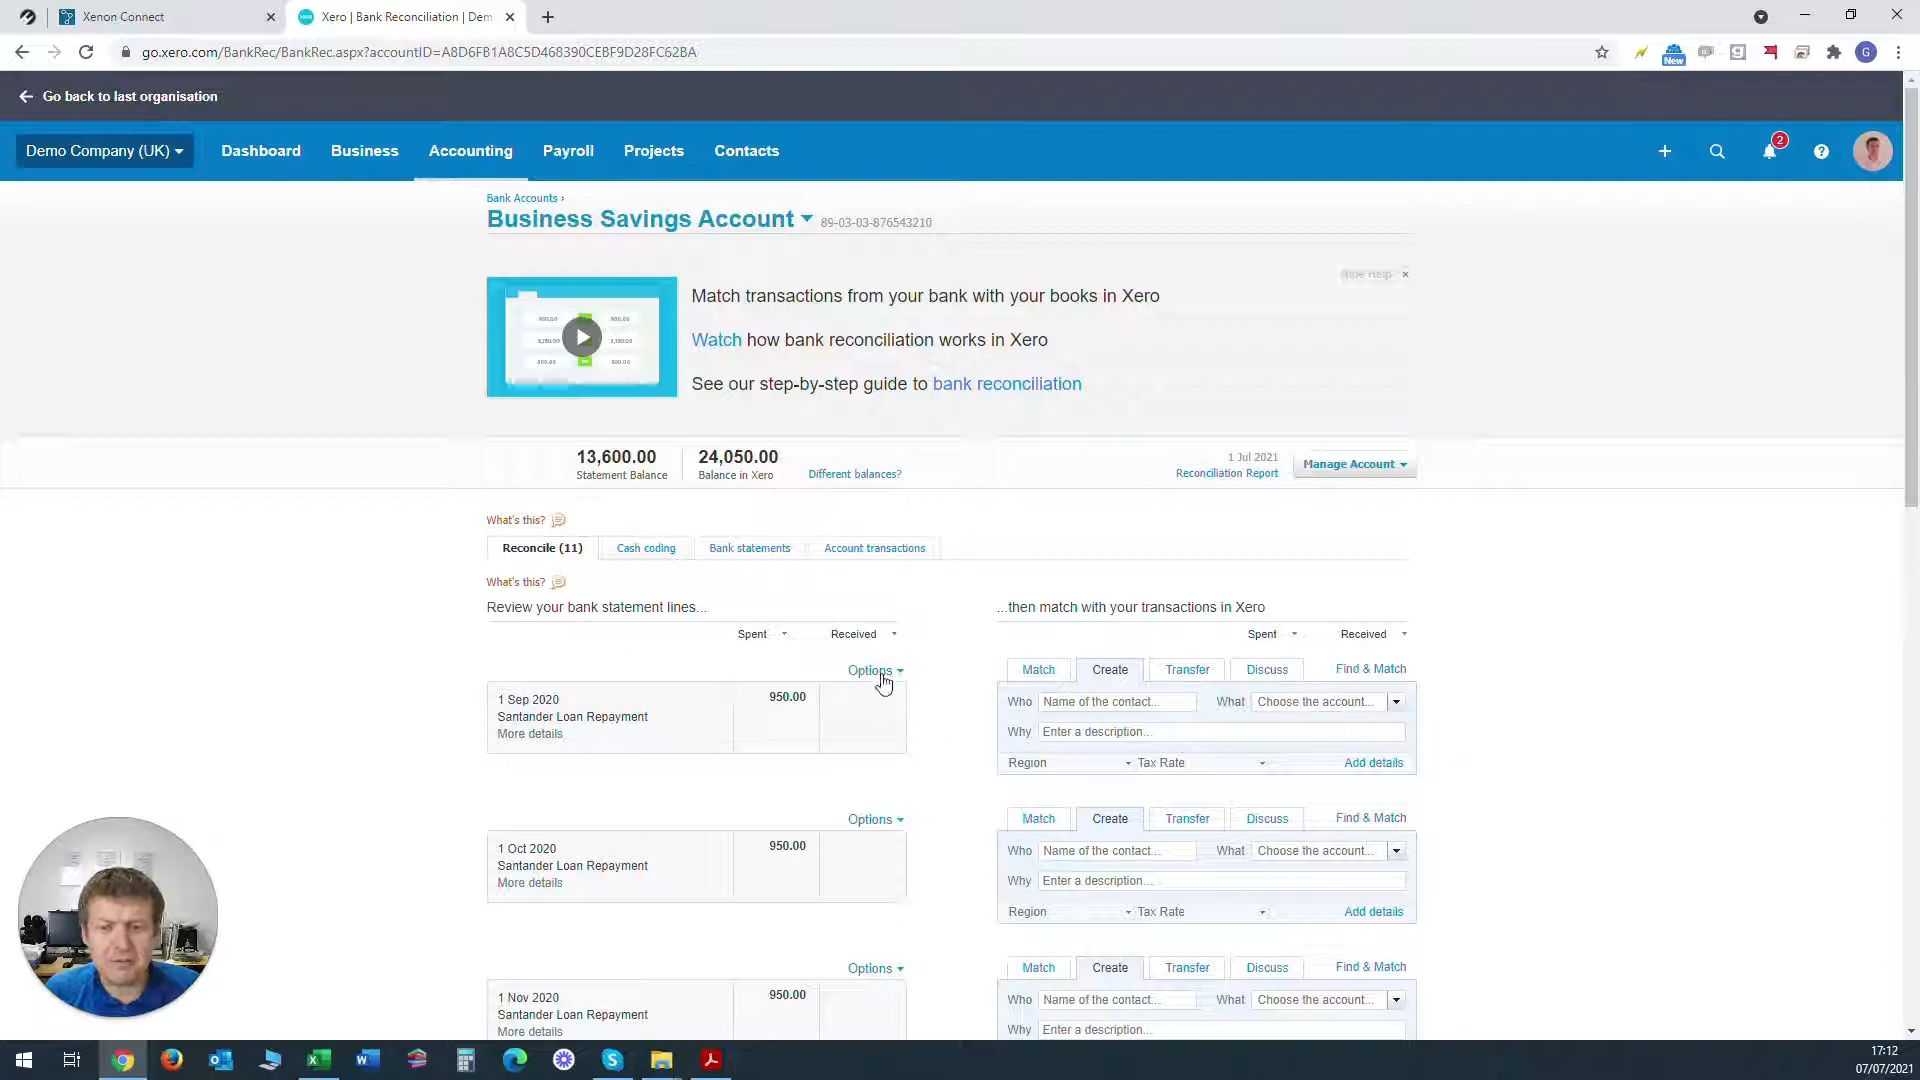 Xenon Connect
Xero | Bank Reconciliation | Dem
go.xero.com/BankRec/BankRec.aspx?accountID=A8D6FB1A8C5D468390CEBF9D28FC62BA
New
G
Go back to last organisation
Demo Company (UK)
Dashboard
Business
Accounting
Payroll
Projects
Contacts
2
Bank Accounts ›
Business Savings Account
89-03-03-876543210
Match transactions from your bank with your books in Xero
Watch how bank reconciliation works in Xero
See our step-by-step guide to bank reconciliation
13,600.00
Statement Balance
24,050.00
Balance in Xero
Different balances?
1 Jul 2021
Reconciliation Report
Manage Account
What's this?
Reconcile (11)
Cash coding
Bank statements
Account transactions
What's this?
Review your bank statement lines...
...then match with your transactions in Xero
Spent
Received
Spent
Received
Options
Match
Create
Transfer
Discuss
Find & Match
1 Sep 2020
Santander Loan Repayment
More details
950.00
Who
Name of the contact...
What
Choose the account...
Why
Enter a description...
Region
Tax Rate
Add details
Options
Match
Create
Transfer
Discuss
Find & Match
1 Oct 2020
Santander Loan Repayment
More details
950.00
Who
Name of the contact...
What
Choose the account...
Why
Enter a description...
Region
Tax Rate
Add details
Options
Match
Create
Transfer
Discuss
Find & Match
1 Nov 2020
Santander Loan Repayment
More details
950.00
Who
Name of the contact...
What
Choose the account...
Why
Enter a description...
17:12
07/07/2021